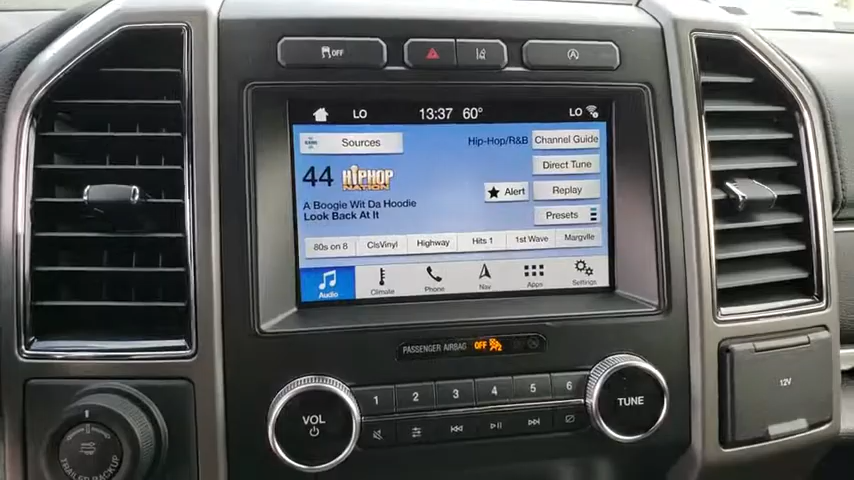 OFF
LO 13:37 60° LO
Sources
Hip-Hop/R&B
Channel Guide
44 HIPHOP NATION
Direct Tune
Alert
Replay
A Boogie Wit Da Hoodie
Look Back At It
Presets
80s on 8 ClsVinyl Highway Hits 1 1st Wave Margvlle
Audio Climate Phone Nav Apps Settings
PASSENGER AIRBAG OFF
1 2 3 4 5 6
VOL
TUNE
12V
TRAILER BACKUP